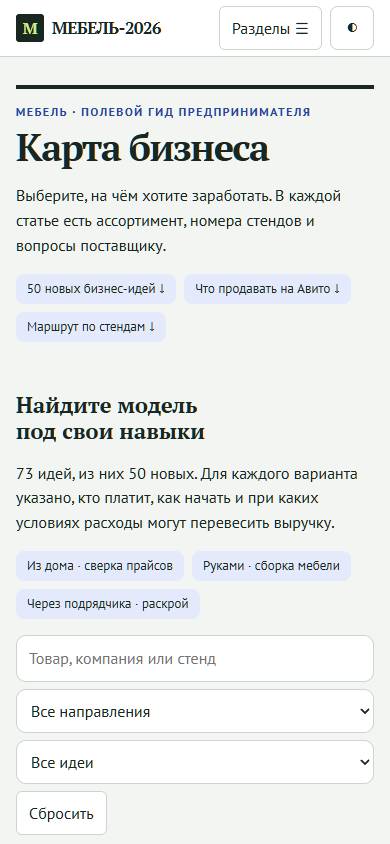 М МЕБЕЛЬ-2026 Разделы ☰ ◐
МЕБЕЛЬ · ПОЛЕВОЙ ГИД ПРЕДПРИНИМАТЕЛЯ
Карта бизнеса
Выберите, на чём хотите заработать. В каждой
статье есть ассортимент, номера стендов и
вопросы поставщику.
50 новых бизнес-идей ↓ Что продавать на Авито ↓
Маршрут по стендам ↓
Найдите модель
под свои навыки
73 идей, из них 50 новых. Для каждого варианта
указано, кто платит, как начать и при каких
условиях расходы могут перевесить выручку.
Из дома · сверка прайсов Руками · сборка мебели
Через подрядчика · раскрой
Товар, компания или стенд
Все направления
Все идеи
Сбросить